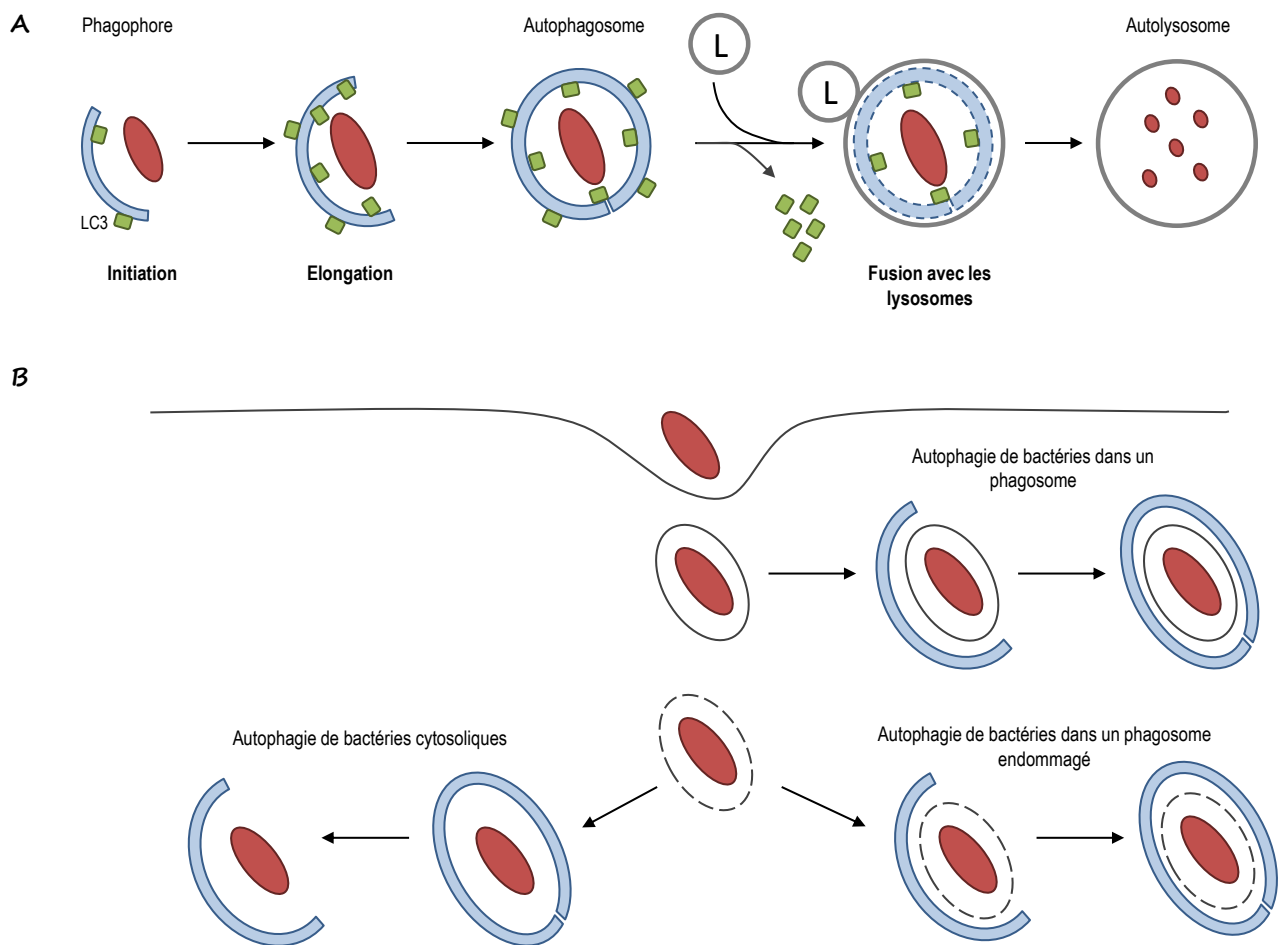 A
Phagophore
Autophagosome
Autolysosome
L
L
LC3
Initiation
Elongation
Fusion avec les
lysosomes
B
Autophagie de bactéries dans un
phagosome
Autophagie de bactéries cytosoliques
Autophagie de bactéries dans un phagosome
endommagé